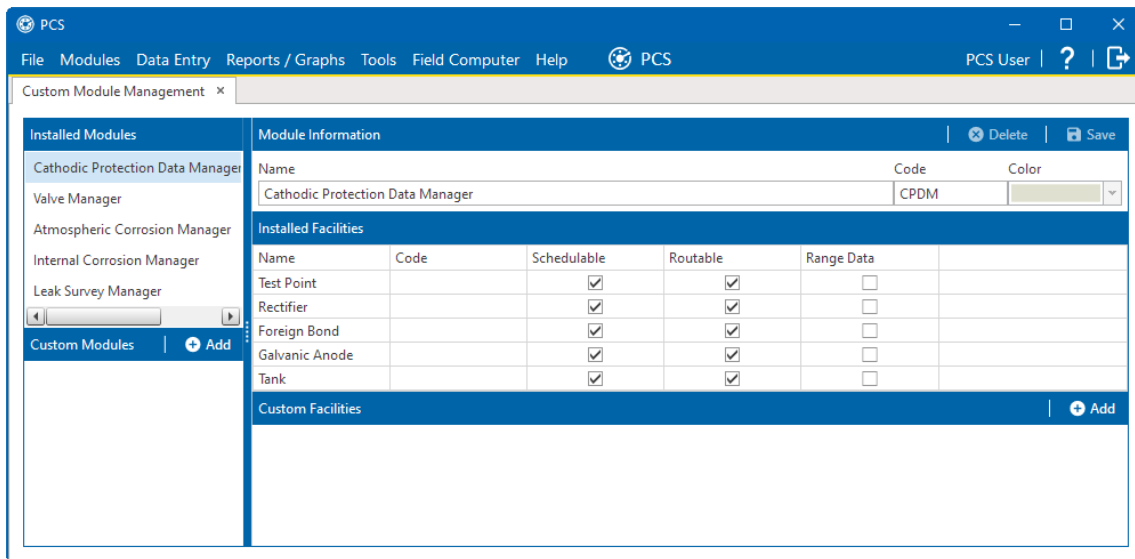 PCS
File Modules Data Entry Reports / Graphs Tools Field Computer Help PCS PCS User | ? |
Custom Module Management ×
Installed Modules
Cathodic Protection Data Manager
Valve Manager
Atmospheric Corrosion Manager
Internal Corrosion Manager
Leak Survey Manager
Custom Modules | Add
Module Information | Delete | Save
Name Code Color
Cathodic Protection Data Manager CPDM
Installed Facilities
Name Code Schedulable Routable Range Data
Test Point
Rectifier
Foreign Bond
Galvanic Anode
Tank
Custom Facilities | Add